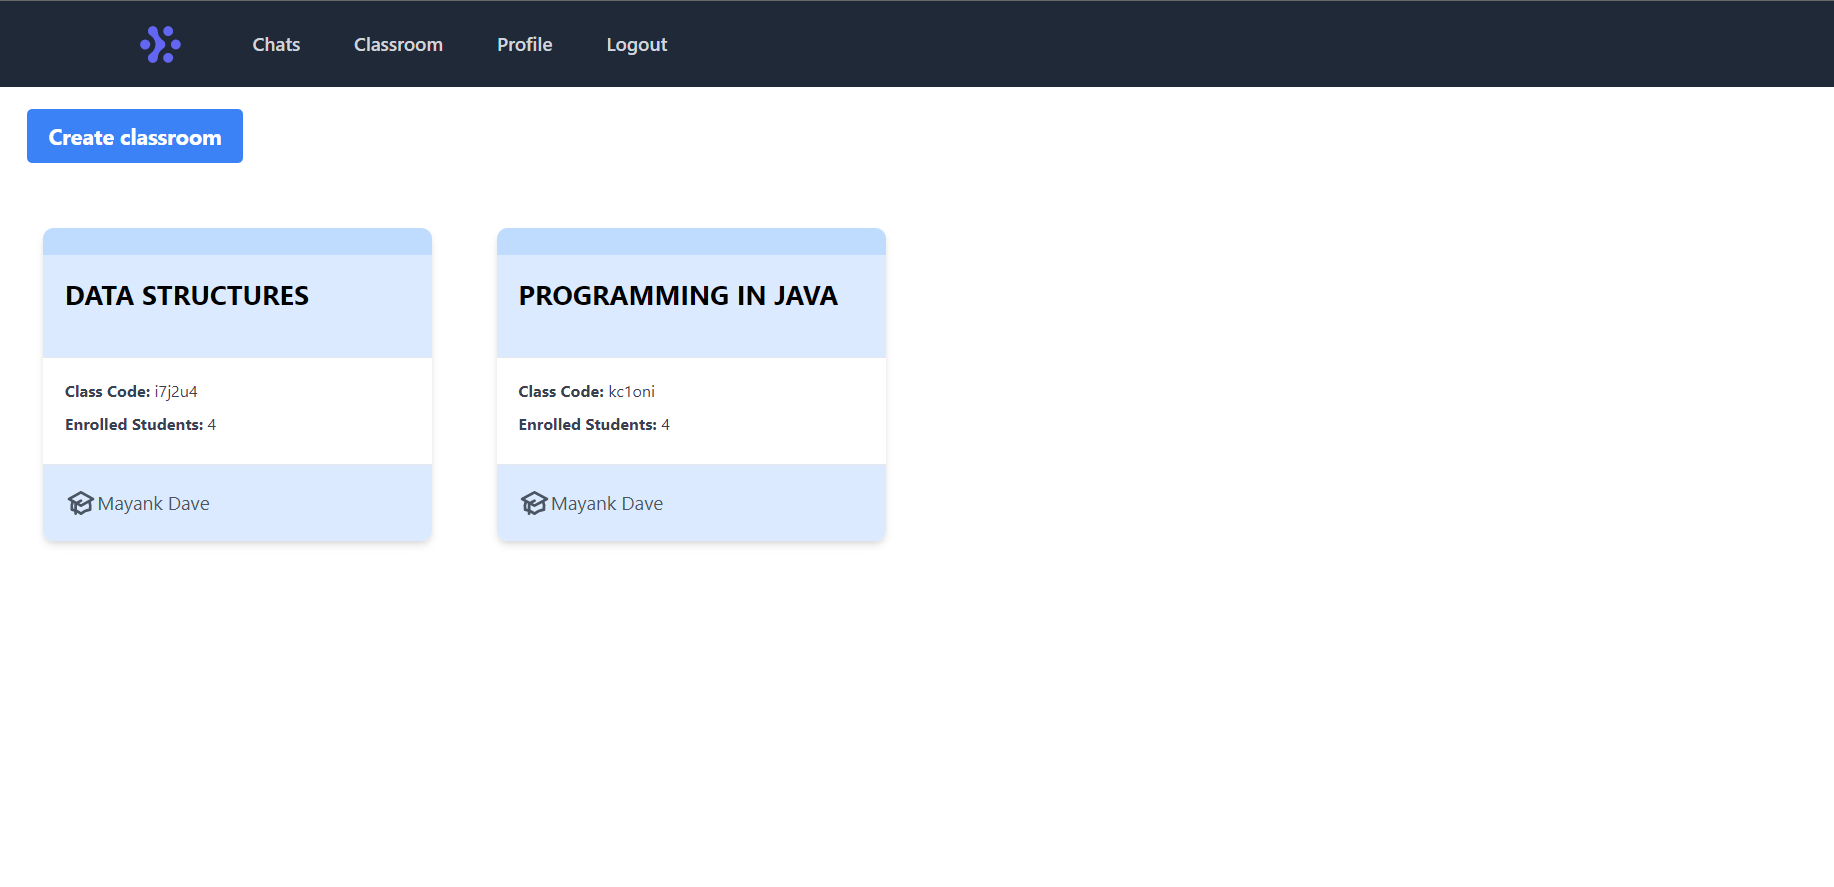 Chats Classroom Profile Logout
Create classroom
DATA STRUCTURES
Class Code: i7j2u4
Enrolled Students: 4
Mayank Dave
PROGRAMMING IN JAVA
Class Code: kc1oni
Enrolled Students: 4
Mayank Dave